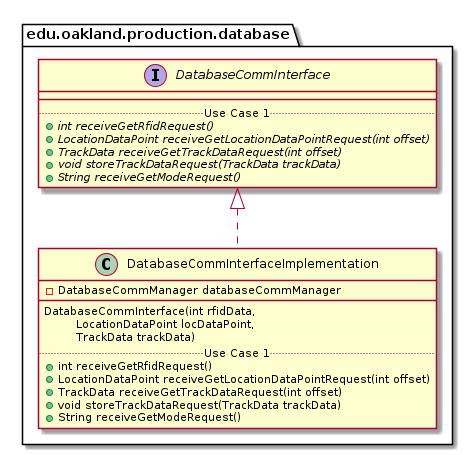 edu.oakland.production.database
I DatabaseCommInterface
Use Case 1
int receiveGetRfidRequest()
LocationDataPoint receiveGetLocationDataPointRequest(int offset)
TrackData receiveGetTrackDataRequest(int offset)
void storeTrackDataRequest(TrackData trackData)
String receiveGetModeRequest()
C DatabaseCommInterfaceImplementation
DatabaseCommManager databaseCommManager
DatabaseCommInterface(int rfidData,
LocationDataPoint locDataPoint,
TrackData trackData)
Use Case 1
int receiveGetRfidRequest()
LocationDataPoint receiveGetLocationDataPointRequest(int offset)
TrackData receiveGetTrackDataRequest(int offset)
void storeTrackDataRequest(TrackData trackData)
String receiveGetModeRequest()